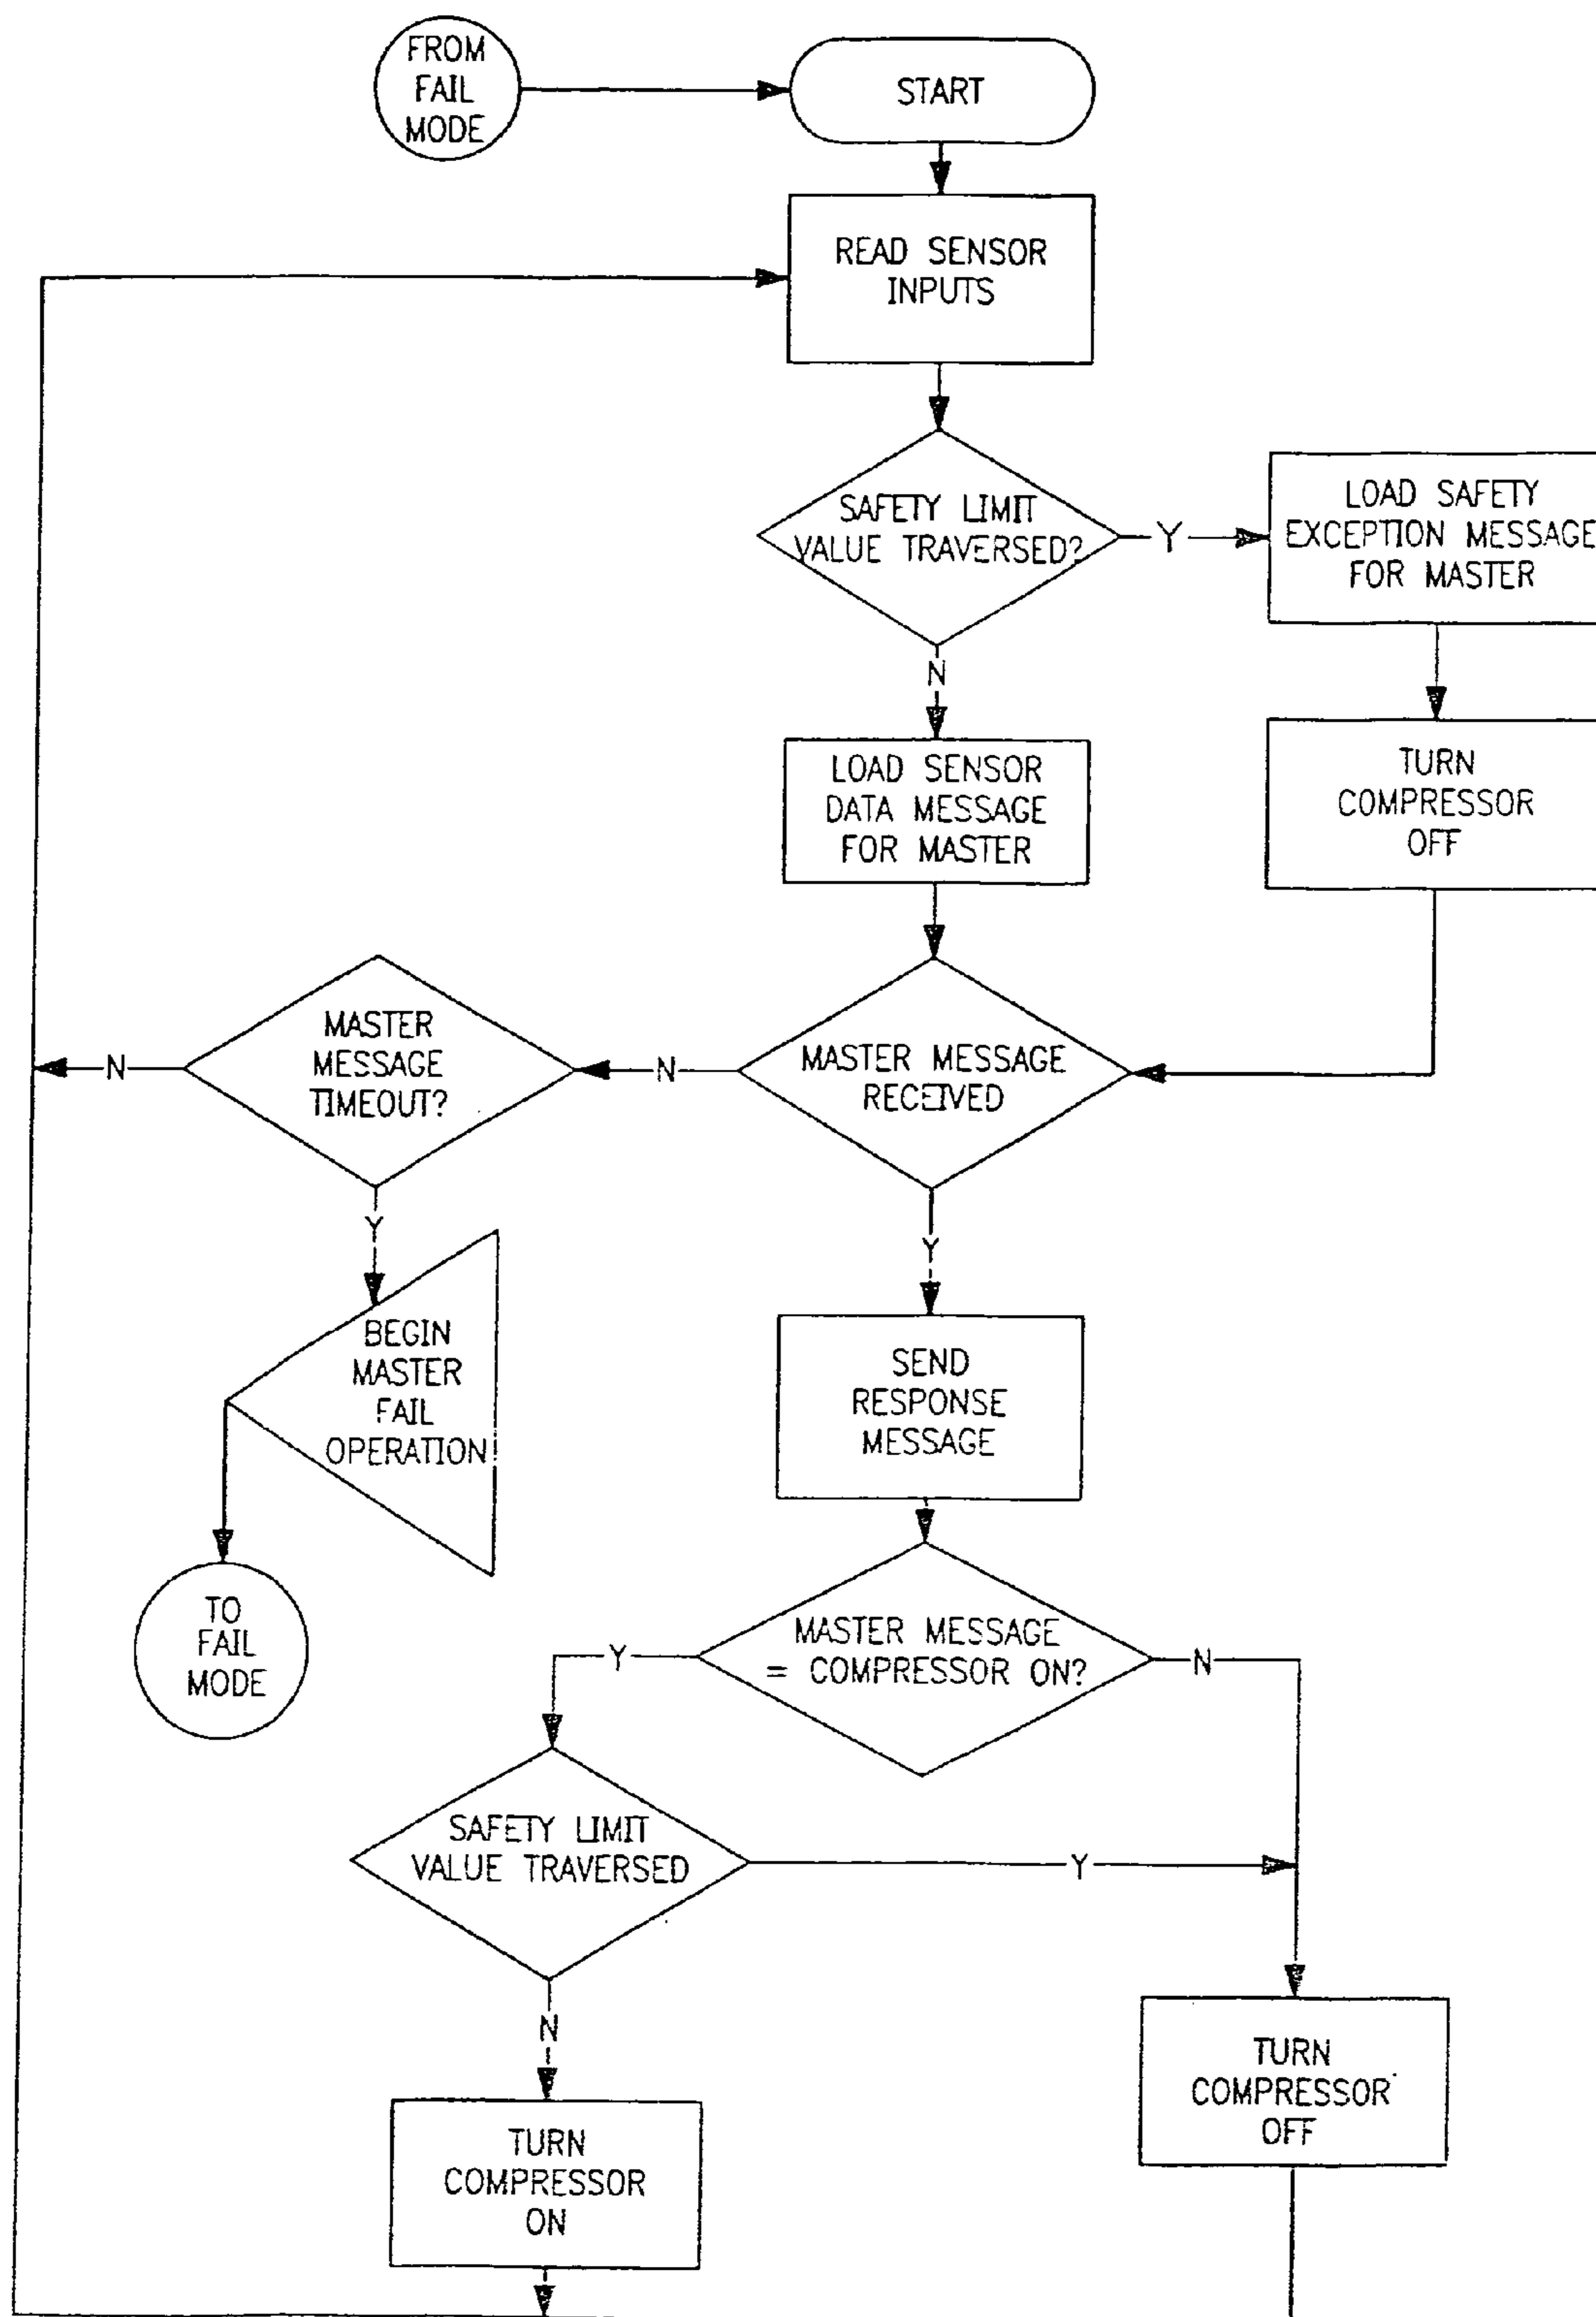 FROM
FAIL
MODE
START
READ SENSOR
INPUTS
SAFETY LIMIT
VALUE TRAVERSED?
Y
LOAD SAFETY
EXCEPTION MESSAGE
FOR MASTER
N
TURN
COMPRESSOR
OFF
LOAD SENSOR
DATA MESSAGE
FOR MASTER
MASTER MESSAGE
RECEIVED
N
MASTER
MESSAGE
TIMEOUT?
N
Y
BEGIN
MASTER
FAIL
OPERATION
TO
FAIL
MODE
Y
SEND
RESPONSE
MESSAGE
MASTER MESSAGE
= COMPRESSOR ON?
Y
N
SAFETY LIMIT
VALUE TRAVERSED
Y
N
TURN
COMPRESSOR
ON
TURN
COMPRESSOR
OFF